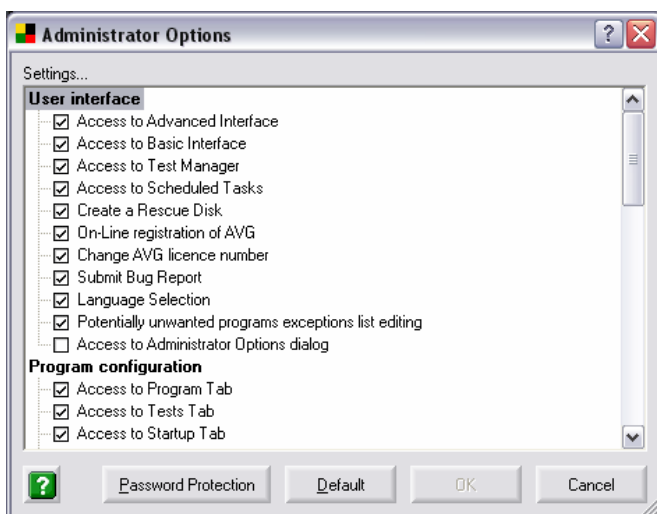 Administrator Options
?
Settings...
User interface
Access to Advanced Interface
Access to Basic Interface
Access to Test Manager
Access to Scheduled Tasks
Create a Rescue Disk
On-Line registration of AVG
Change AVG licence number
Submit Bug Report
Language Selection
Potentially unwanted programs exceptions list editing
Access to Administrator Options dialog
Program configuration
Access to Program Tab
Access to Tests Tab
Access to Startup Tab
? Password Protection Default OK Cancel